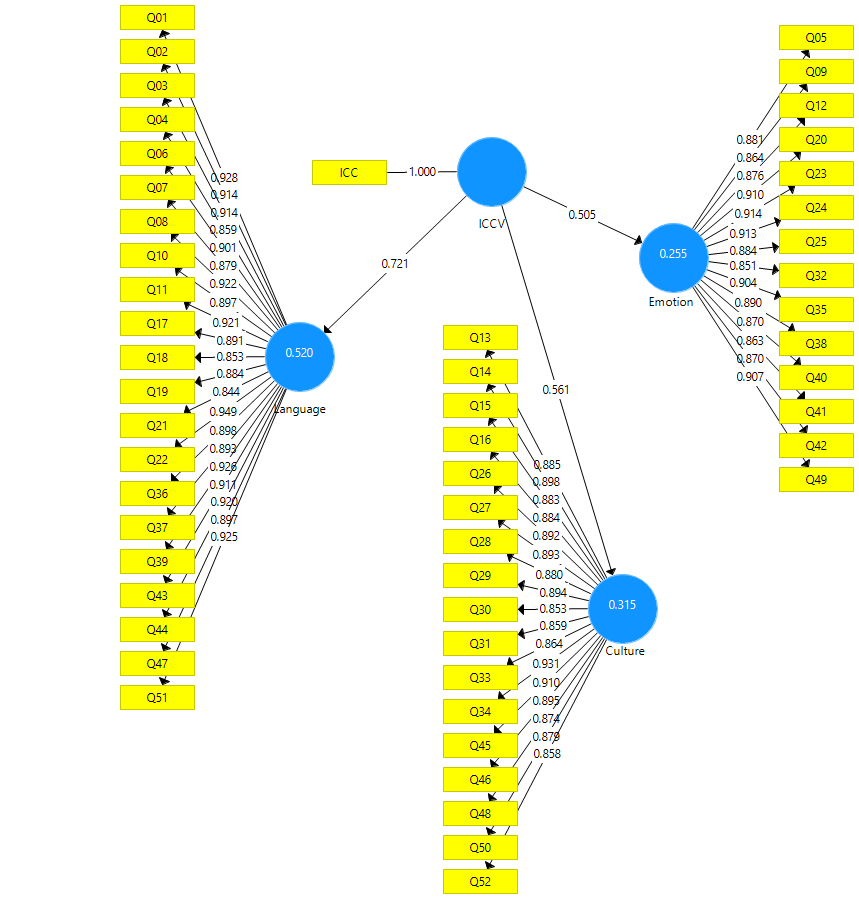 Q01
Q02
Q03
Q04
Q06
Q07
Q08
Q10
Q11
Q17
Q18
Q19
Q21
Q22
Q36
Q37
Q39
Q43
Q44
Q47
Q51
0.928
0.914
0.914
0.859
0.901
0.879
0.922
0.897
0.921
0.891
0.853
0.884
0.844
0.949
0.898
0.893
0.926
0.911
0.920
0.897
0.925
0.520
Language
ICC
1.000
ICCV
0.721
0.505
0.561
Q13
Q14
Q15
Q16
Q26
Q27
Q28
Q29
Q30
Q31
Q33
Q34
Q45
Q46
Q48
Q50
Q52
0.885
0.898
0.883
0.884
0.892
0.893
0.880
0.894
0.853
0.859
0.864
0.931
0.910
0.895
0.874
0.879
0.858
0.315
Culture
0.255
Emotion
0.881
0.864
0.876
0.910
0.914
0.913
0.884
0.851
0.904
0.890
0.870
0.863
0.870
0.907
Q05
Q09
Q12
Q20
Q23
Q24
Q25
Q32
Q35
Q38
Q40
Q41
Q42
Q49